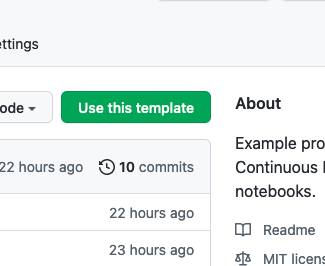 ettings
ode
Use this template
About
22 hours ago 10 commits
Example pro
Continuous
notebooks.
22 hours ago
Readme
23 hours ago
MIT licens